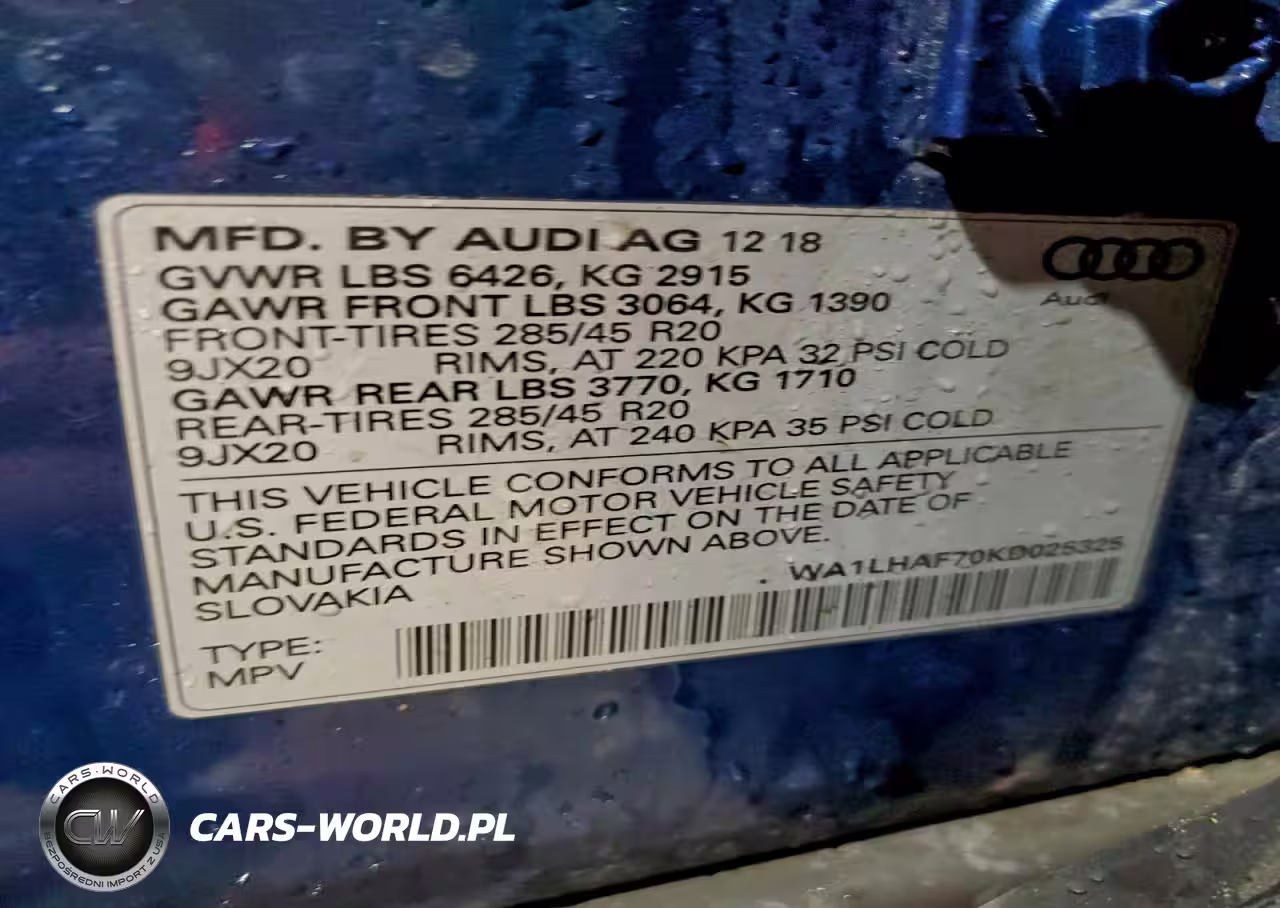 MFD. BY AUDI AG 12 18
GVWR LBS 6426, KG 2915
GAWR FRONT LBS 3064, KG 1390
FRONT-TIRES 285/45 R20
9JX20 RIMS, AT 220 KPA 32 PSI COLD
GAWR REAR LBS 3770, KG 1710
REAR-TIRES 285/45 R20
9JX20 RIMS, AT 240 KPA 35 PSI COLD
Audi
THIS VEHICLE CONFORMS TO ALL APPLICABLE
U.S. FEDERAL MOTOR VEHICLE SAFETY
STANDARDS IN EFFECT ON THE DATE OF
MANUFACTURE SHOWN ABOVE.
SLOVAKIA
WA1LHAF70KD025325
TYPE:
MPV
CARS-WORLD
CW
BEZPOŚREDNI IMPORT Z USA
CARS-WORLD.PL